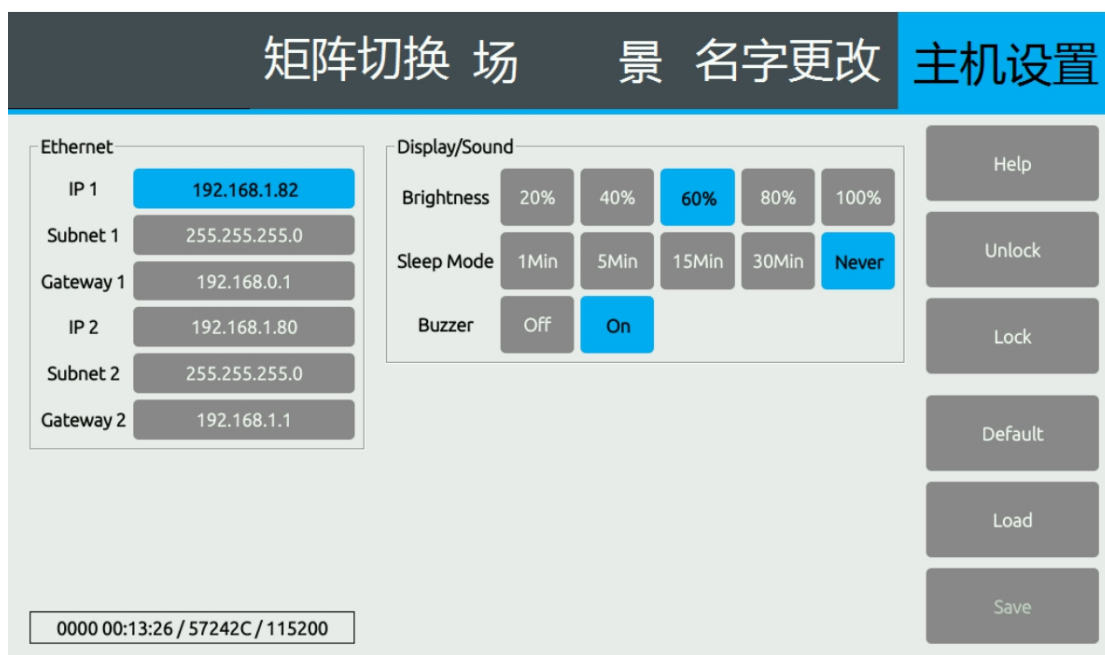 矩阵切换 场 景 名字更改 主机设置
Ethernet
IP 1 192.168.1.82
Subnet 1 255.255.255.0
Gateway 1 192.168.0.1
IP 2 192.168.1.80
Subnet 2 255.255.255.0
Gateway 2 192.168.1.1
Display/Sound
Brightness 20% 40% 60% 80% 100%
Sleep Mode 1Min 5Min 15Min 30Min Never
Buzzer Off On
Help
Unlock
Lock
Default
Load
Save
0000 00:13:26 / 57242C / 115200